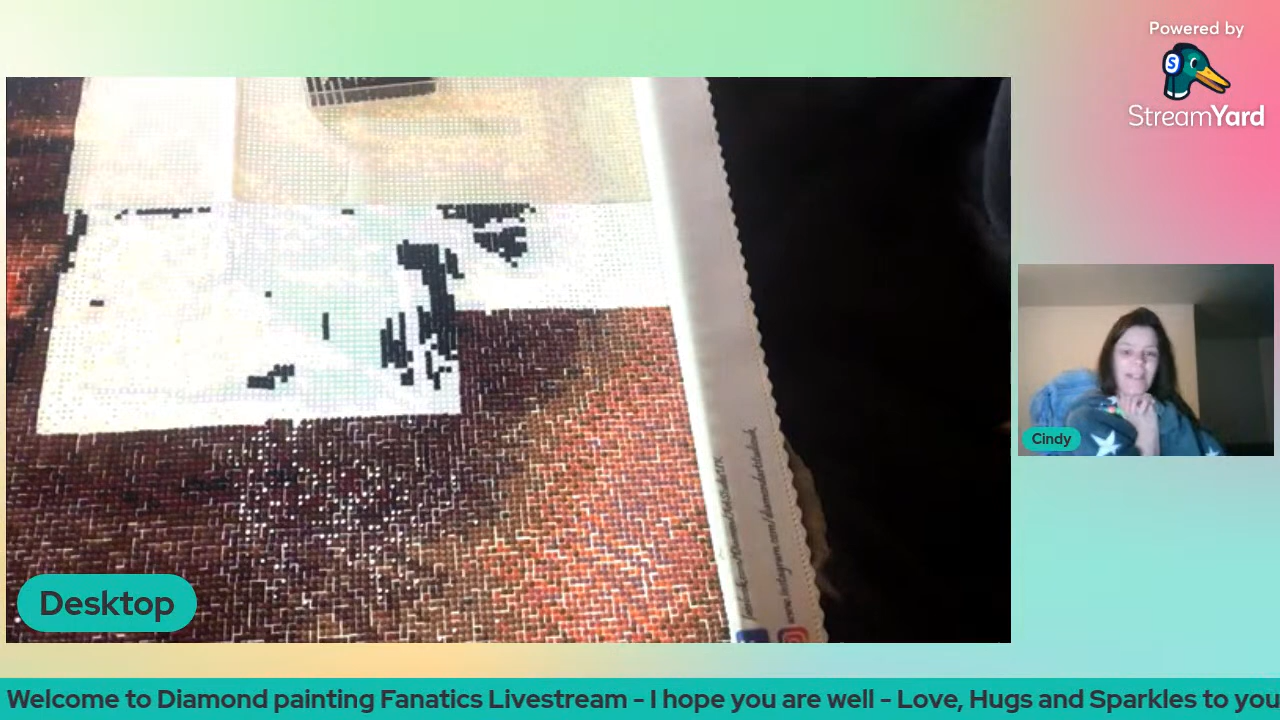 Powered by
StreamYard
Cindy
Desktop
Welcome to Diamond painting Fanatics Livestream - I hope you are well - Love, Hugs and Sparkles to you